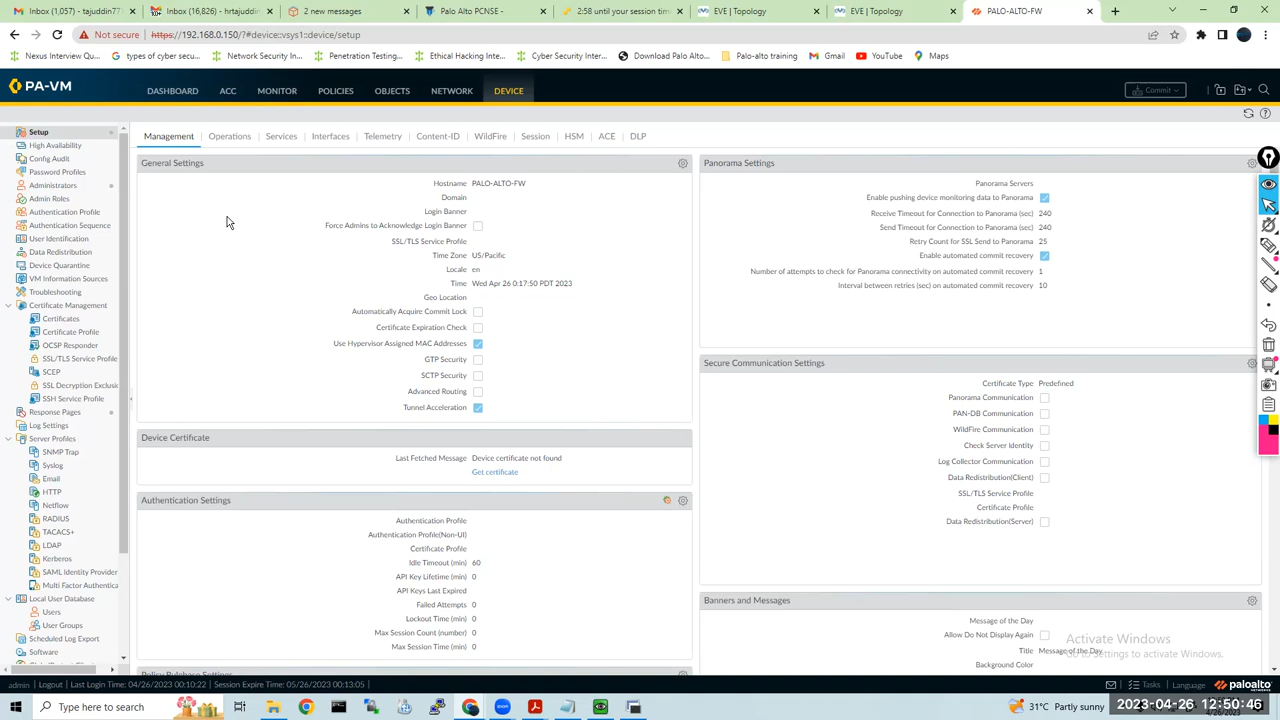 Inbox (1,057) - ajuddin@
Inbox (16,826) - hrtajuddin@
2 new messages
Palo Alto PCNSE -
2:58 until your session time
EVE | Topology
EVE | Topology
PALO-ALTO-FW
Not secure https://192.168.0.150/?#device:vsys1:device/setup
Nexus Interview Qu...
types of cyber secu...
Network Security In...
Penetration Testing...
Ethical Hacking Inte...
Cyber Security Inter...
Download Palo Alto...
Palo-alto training
Gmail
YouTube
Maps
PA-VM
DASHBOARD
ACC
MONITOR
POLICIES
OBJECTS
NETWORK
DEVICE
Commit
Setup
High Availability
Config Audit
Password Profiles
Administrators
Admin Roles
Authentication Profile
Authentication Sequence
User Identification
Data Redistribution
Device Quarantine
VM Information Sources
Troubleshooting
Certificate Management
Certificates
Certificate Profile
OCSP Responder
SSL/TLS Service Profile
SCEP
SSL Decryption Exclusio
SSH Service Profile
Response Pages
Log Settings
Server Profiles
SNMP Trap
Syslog
Email
HTTP
Netflow
RADIUS
TACACS+
LDAP
Kerberos
SAML Identity Provider
Multi Factor Authentica
Local User Database
Users
User Groups
Scheduled Log Export
Software
Management
Operations
Services
Interfaces
Telemetry
Content-ID
WildFire
Session
HSM
ACE
DLP
General Settings
Hostname PALO-ALTO-FW
Domain
Login Banner
Force Admins to Acknowledge Login Banner
SSL/TLS Service Profile
Time Zone US/Pacific
Locale en
Time Wed Apr 26 0:17:50 PDT 2023
Geo Location
Automatically Acquire Commit Lock
Certificate Expiration Check
Use Hypervisor Assigned MAC Addresses
GTP Security
SCTP Security
Advanced Routing
Tunnel Acceleration
Device Certificate
Last Fetched Message Device certificate not found
Get certificate
Authentication Settings
Authentication Profile
Authentication Profile(Non-UI)
Certificate Profile
Idle Timeout (min) 60
API Key Lifetime (min) 0
API Keys Last Expired
Failed Attempts 0
Lockout Time (min) 0
Max Session Count (number) 0
Max Session Time (min) 0
Policy Rulebase Settings
Panorama Settings
Panorama Servers
Enable pushing device monitoring data to Panorama
Receive Timeout for Connection to Panorama (sec) 240
Send Timeout for Connection to Panorama (sec) 240
Retry Count for SSL Send to Panorama 25
Enable automated commit recovery
Number of attempts to check for Panorama connectivity on automated commit recovery 1
Interval between retries (sec) on automated commit recovery 10
Secure Communication Settings
Certificate Type Predefined
Panorama Communication
PAN-DB Communication
WildFire Communication
Check Server Identity
Log Collector Communication
Data Redistribution(Client)
SSL/TLS Service Profile
Certificate Profile
Data Redistribution(Server)
Banners and Messages
Message of the Day
Allow Do Not Display Again
Title Message of the Day
Background Color
Activate Windows
Go to Settings to activate Windows.
admin | Logout | Last Login Time: 04/26/2023 00:10:22 | Session Expire Time: 05/26/2023 00:13:05
Tasks | Language
paloalto
Type here to search
31°C Partly sunny
2023-04-26 12:50:46